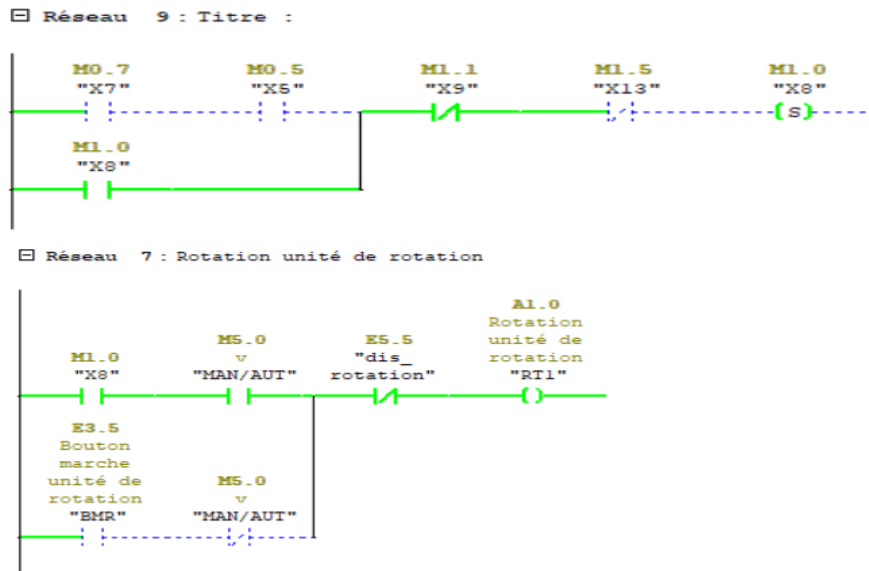 Réseau 9 : Titre :
M0.7 M0.5 M1.1 M1.5 M1.0
"X7" "X5" "X9" "X13" "X8"
S
M1.0
"X8"
Réseau 7 : Rotation unité de rotation
A1.0
Rotation
M5.0 E5.5 unité de
M1.0 v "dis_ rotation
"X8" "MAN/AUT" rotation" "RT1"
E3.5
Bouton
marche
unité de M5.0
rotation v
"BMR" "MAN/AUT"